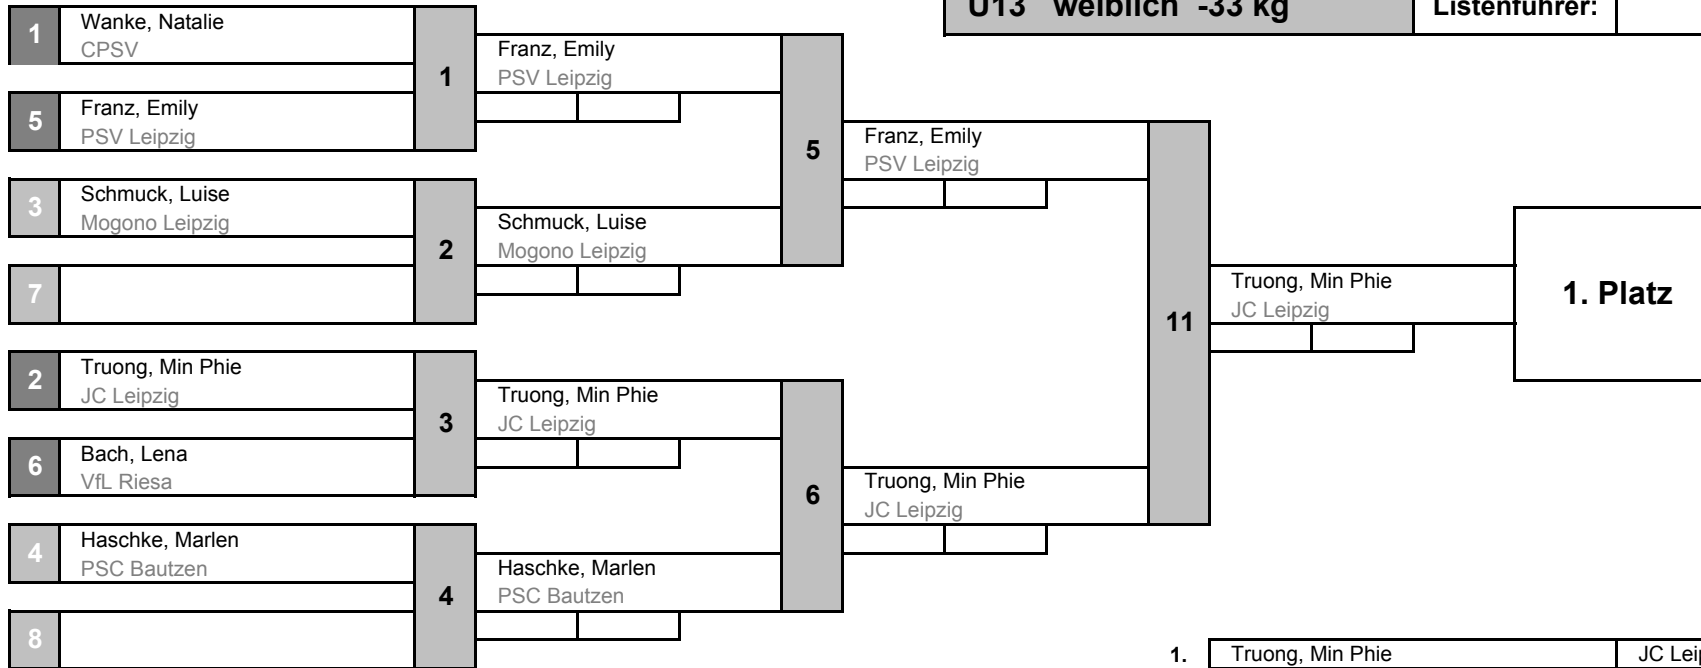 U13 weiblich -33 kg
Listenführer:
1
Wanke, Natalie
CPSV
5
Franz, Emily
PSV Leipzig
1
Franz, Emily
PSV Leipzig
3
Schmuck, Luise
Mogono Leipzig
7
2
Schmuck, Luise
Mogono Leipzig
5
Franz, Emily
PSV Leipzig
2
Truong, Min Phie
JC Leipzig
6
Bach, Lena
VfL Riesa
3
Truong, Min Phie
JC Leipzig
4
Haschke, Marlen
PSC Bautzen
8
4
Haschke, Marlen
PSC Bautzen
6
Truong, Min Phie
JC Leipzig
11
Truong, Min Phie
JC Leipzig
1. Platz
1.
Truong, Min Phie
JC Leip